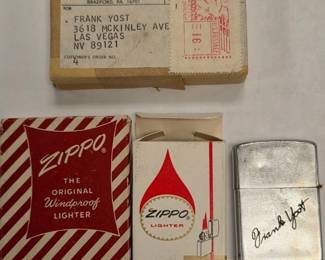 BRADFORD PA
FRANK YOST
3618 MCKINLEY AVE
LAS VEGAS
NV 89121
CUSTOMER'S ORDER NO.
4
ZIPPO
THE
ORIGINAL
Windproof
LIGHTER
ZIPPO
LIGHTER
Frank Yost